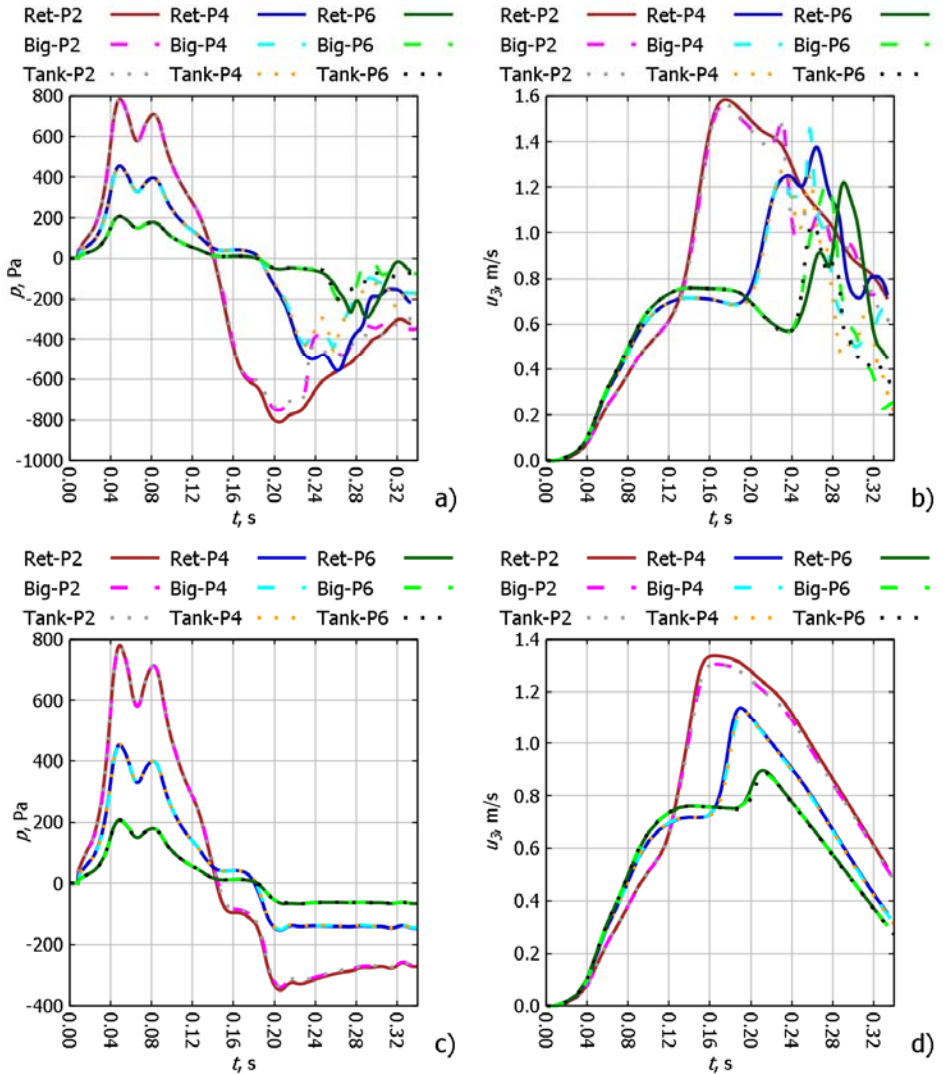 Ret-P2 Ret-P4 Ret-P6
Big-P2 Big-P4 Big-P6
Tank-P2 Tank-P4 Tank-P6
800
600
400
200
0
-200
-400
-600
-800
-1000
p, Pa
0.00 0.04 0.08 0.12 0.16 0.20 0.24 0.28 0.32
t, s
a)
Ret-P2 Ret-P4 Ret-P6
Big-P2 Big-P4 Big-P6
Tank-P2 Tank-P4 Tank-P6
1.6
1.4
1.2
1.0
0.8
0.6
0.4
0.2
0.0
u3, m/s
0.00 0.04 0.08 0.12 0.16 0.20 0.24 0.28 0.32
t, s
b)
Ret-P2 Ret-P4 Ret-P6
Big-P2 Big-P4 Big-P6
Tank-P2 Tank-P4 Tank-P6
800
600
400
200
0
-200
-400
p, Pa
0.00 0.04 0.08 0.12 0.16 0.20 0.24 0.28 0.32
t, s
c)
Ret-P2 Ret-P4 Ret-P6
Big-P2 Big-P4 Big-P6
Tank-P2 Tank-P4 Tank-P6
1.4
1.2
1.0
0.8
0.6
0.4
0.2
0.0
u3, m/s
0.00 0.04 0.08 0.12 0.16 0.20 0.24 0.28 0.32
t, s
d)